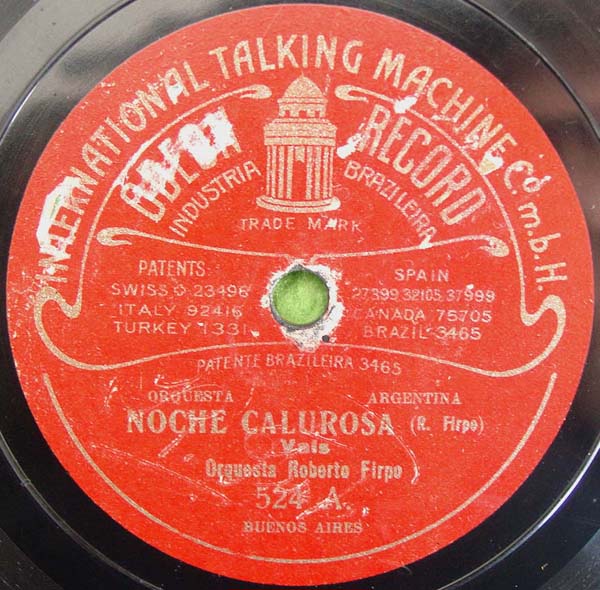 INTERNATIONAL TALKING MACHINE Co m.b.H.
ODEON RECORD
INDUSTRIA BRAZILEIRA
TRADE MARK
PATENTS:
SWISS 23496
ITALY 92416
TURKEY 1331
SPAIN
27399,32105,37999
CANADA 75705
BRAZIL 3465
PATENTE BRAZILEIRA 3465
ORQUESTA ARGENTINA
NOCHE CALUROSA (R. Firpo)
Vals
Orquesta Roberto Firpo
524 A.
BUENOS AIRES